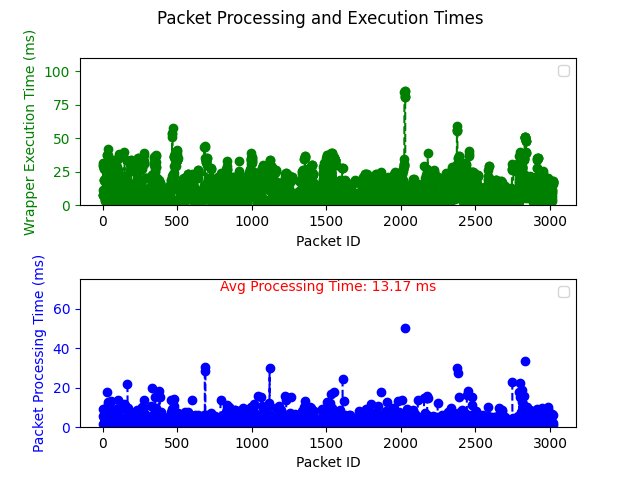 Packet Processing and Execution Times
Wrapper Execution Time (ms)
100
75
50
25
0
0 500 1000 1500 2000 2500 3000
Packet ID
Packet Processing Time (ms)
Avg Processing Time: 13.17 ms
60
40
20
0
0 500 1000 1500 2000 2500 3000
Packet ID